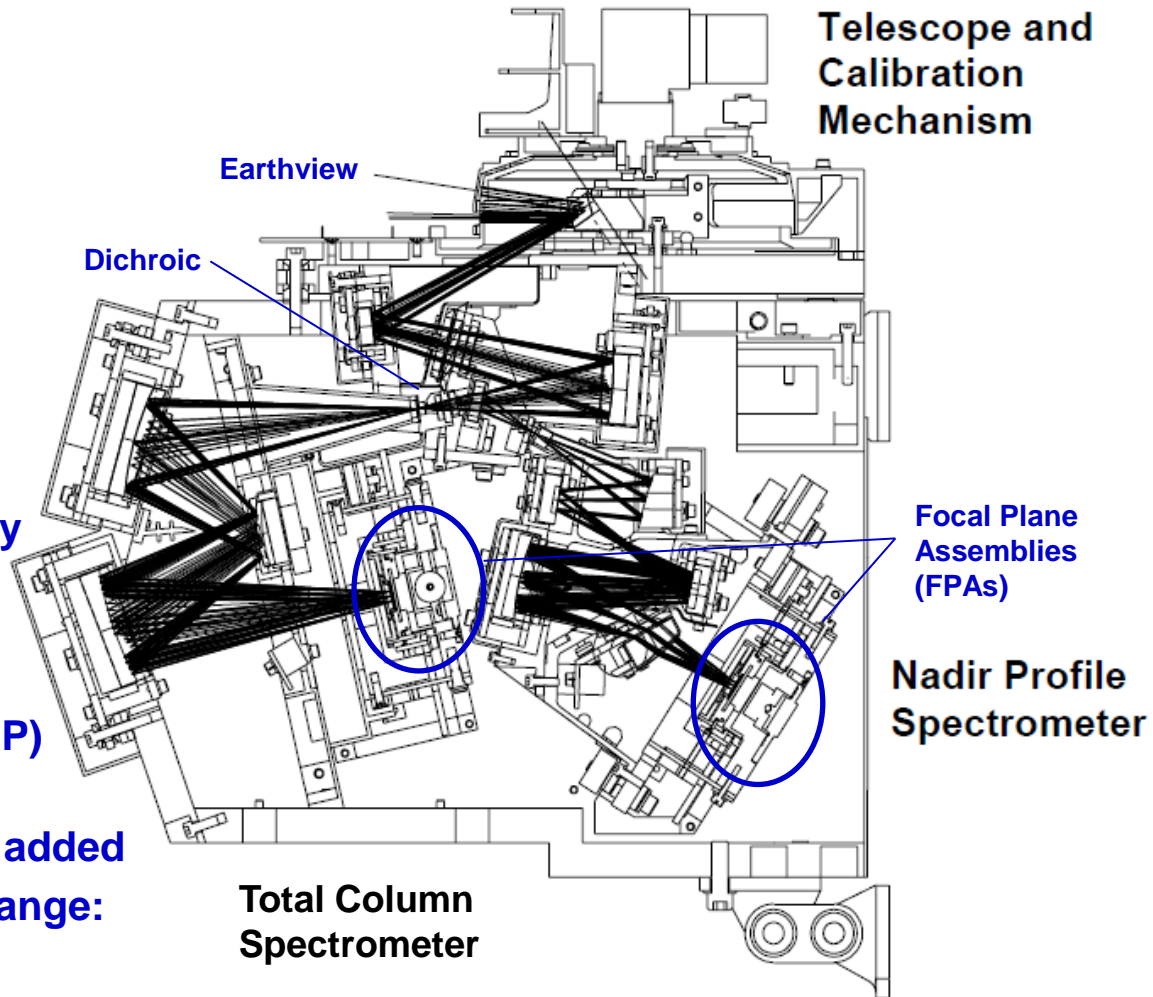 Telescope and
Calibration
Mechanism
Earthview
Dichroic
y
Focal Plane
Assemblies
(FPAs)
Nadir Profile
Spectrometer
P)
added
ange:
Total Column
Spectrometer